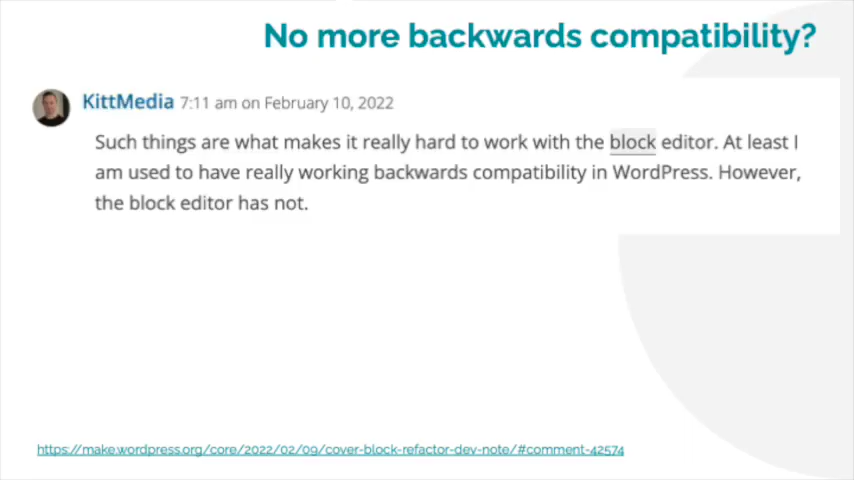 No more backwards compatibility?
KittMedia 7:11 am on February 10, 2022
Such things are what makes it really hard to work with the block editor. At least I
am used to have really working backwards compatibility in WordPress. However,
the block editor has not.
https://make.wordpress.org/core/2022/02/09/cover-block-refactor-dev-note/#comment-42574